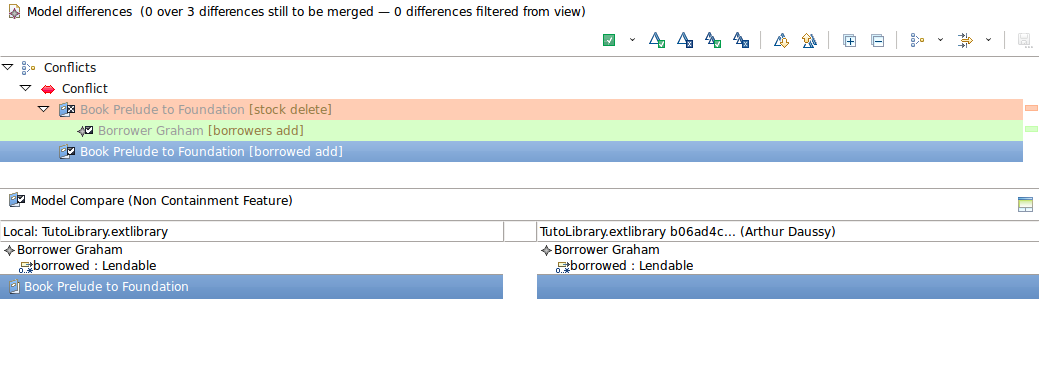 Model differences (0 over 3 differences still to be merged — 0 differences filtered from view)
Conflicts
Conflict
Book Prelude to Foundation [stock delete]
Borrower Graham [borrowers add]
Book Prelude to Foundation [borrowed add]
Model Compare (Non Containment Feature)
Local: TutoLibrary.extlibrary TutoLibrary.extlibrary b06ad4c... (Arthur Daussy)
Borrower Graham Borrower Graham
borrowed : Lendable borrowed : Lendable
Book Prelude to Foundation